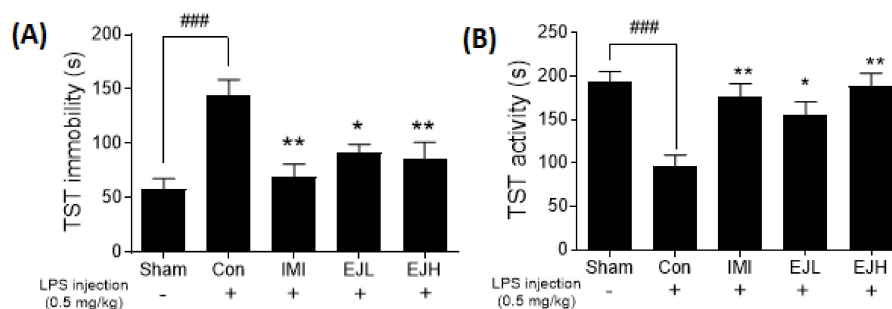 (A)
###
TST immobility (s)
200
150
100
50
0
**
*
**
Sham Con IMI EJL EJH
LPS injection
(0.5 mg/kg)
- + + + +
(B)
###
TST activity (s)
250
200
150
100
50
0
**
*
**
Sham Con IMI EJL EJH
LPS injection
(0.5 mg/kg)
- + + + +